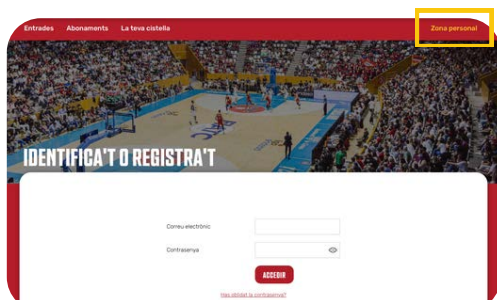 Entrades Abonaments La teva cistella Zona personal
IDENTIFICA'T O REGISTRA'T
Correu electrònic
Contrasenya
ACCEDIR
Has oblidat la contrasenya?